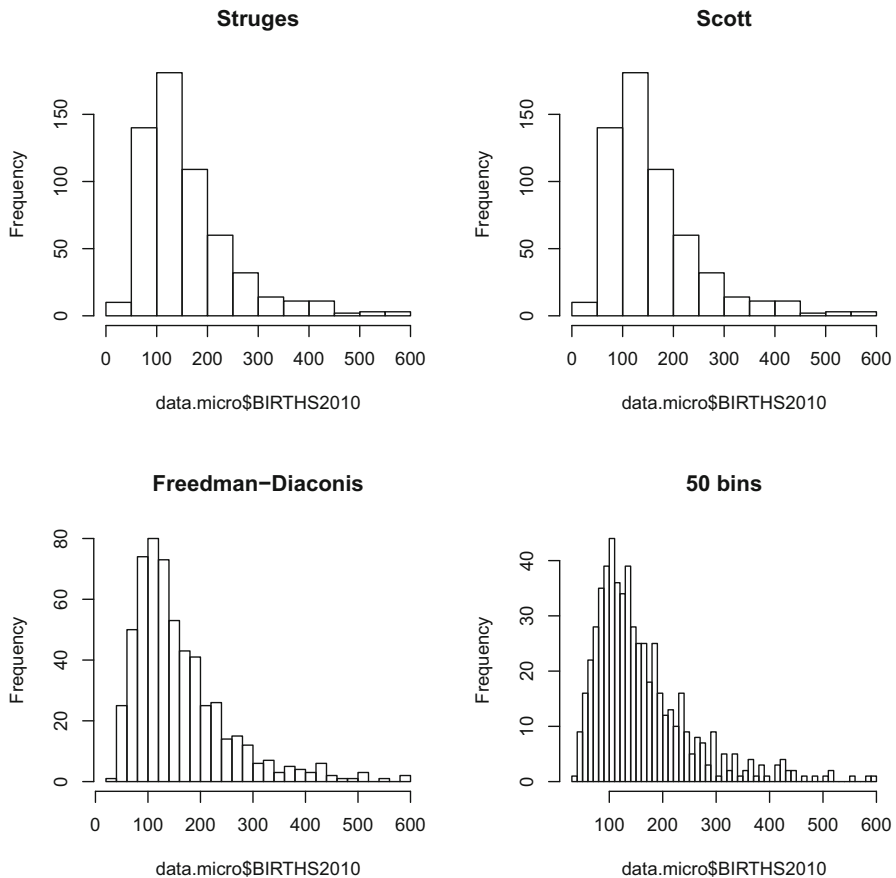 Struges
Frequency
0 50 100 150
0 100 200 300 400 500 600
data.micro$BIRTHS2010
Scott
Frequency
0 50 100 150
0 100 200 300 400 500 600
data.micro$BIRTHS2010
Freedman−Diaconis
Frequency
0 20 40 60 80
0 100 200 300 400 500 600
data.micro$BIRTHS2010
50 bins
Frequency
0 10 20 30 40
100 200 300 400 500 600
data.micro$BIRTHS2010